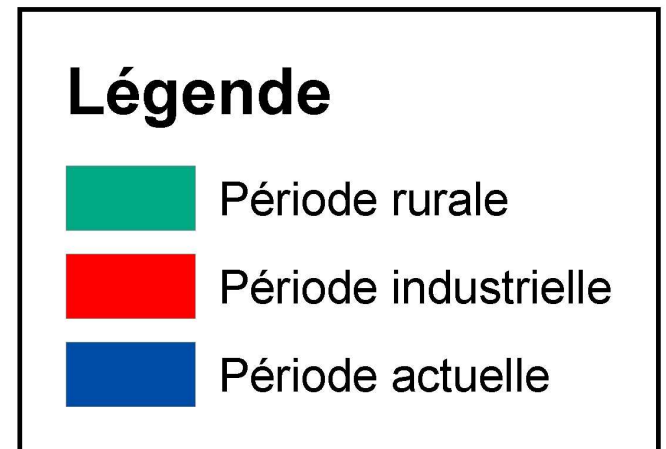 Légende
Période rurale
Période industrielle
Période actuelle